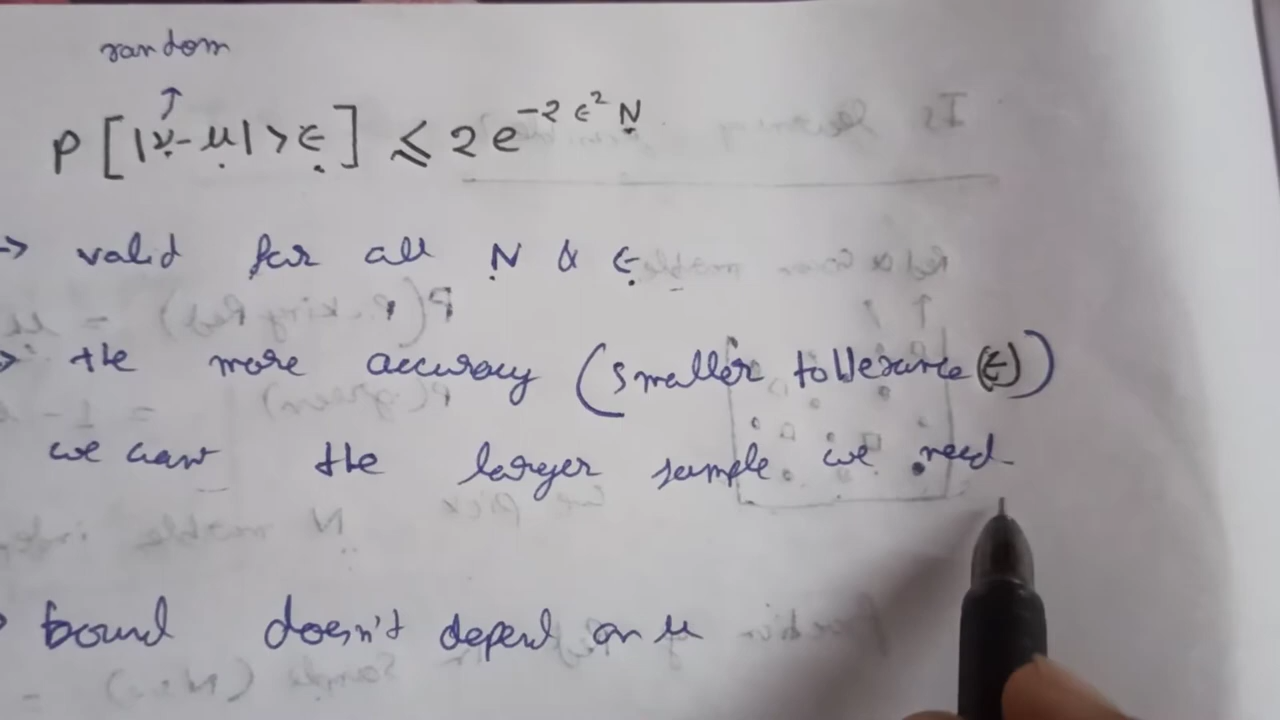 random
↑
P [|ν-μ|>ϵ] ⩽ 2e^{-2ϵ²N}
→ valid for all N & ϵ
→ the more accuracy (smaller tollerance(ϵ))
we want the larger sample we need
bound doesn't depend on μ